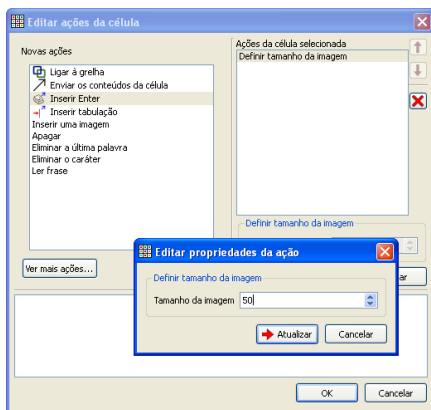 Editar ações da célula
Novas ações
Ligar à grelha
Enviar os conteúdos da célula
Inserir Enter
Inserir tabulação
Inserir uma imagem
Apagar
Eliminar a última palavra
Eliminar o caráter
Ler frase
Ver mais ações...
Ações da célula selecionada
Definir tamanho da imagem
Definir tamanho da imagem
ar
Editar propriedades da ação
Definir tamanho da imagem
Tamanho da imagem 50
Atualizar Cancelar
OK Cancelar